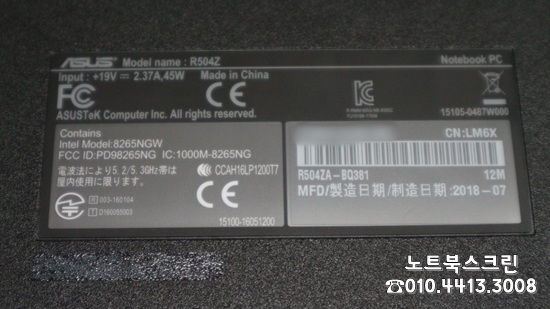 ASUS Model name : R504Z Notebook PC
Input : +19V ⎓ 2.37A,45W Made in China
FC CE
ASUSTeK Computer Inc. All rights reserved.
15105-0487W000
Contains
Intel Model: 8265NGW
FCC ID:PD98265NG IC:1000M-8265NG
電波法により5.2/5.3GHz帯は
屋内使用に限ります.
CCAH16LP1200T7
R 003-160104
D160055003
15100-16051200
CN:LM6X
R504ZA-BQ381 12M
MFD/製造日期/制造日期:2018-07
노트북스크린
☎010.4413.3008